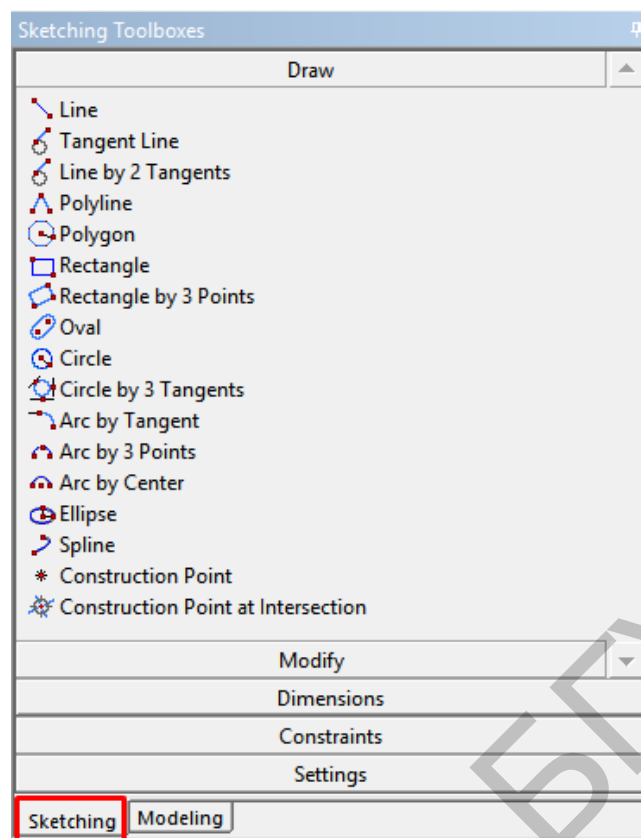 Sketching Toolboxes
Draw
Line
Tangent Line
Line by 2 Tangents
Polyline
Polygon
Rectangle
Rectangle by 3 Points
Oval
Circle
Circle by 3 Tangents
Arc by Tangent
Arc by 3 Points
Arc by Center
Ellipse
Spline
Construction Point
Construction Point at Intersection
Modify
Dimensions
Constraints
Settings
Sketching Modeling